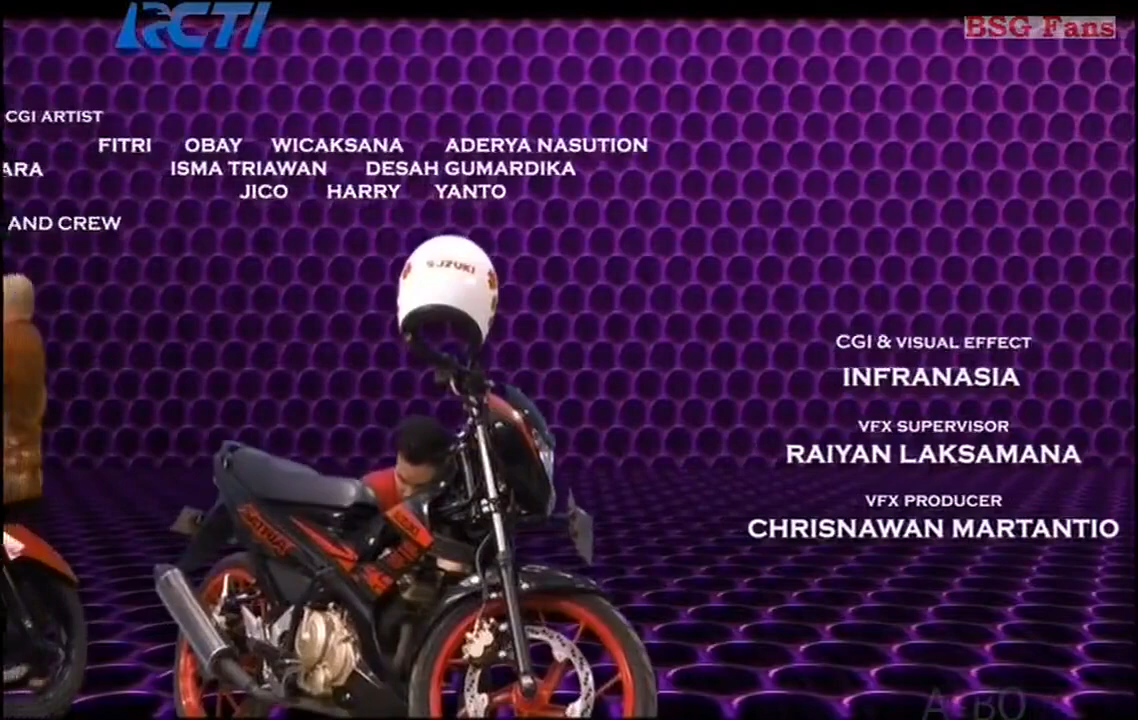 RCTI
BSG Fans
CGI ARTIST
FITRI OBAY WICAKSANA ADERYA NASUTION
ARA ISMA TRIAWAN DESAH GUMARDIKA
JICO HARRY YANTO
AND CREW
SUZUKI
CGI & VISUAL EFFECT
INFRANASIA
VFX SUPERVISOR
RAIYAN LAKSAMANA
VFX PRODUCER
CHRISNAWAN MARTANTIO